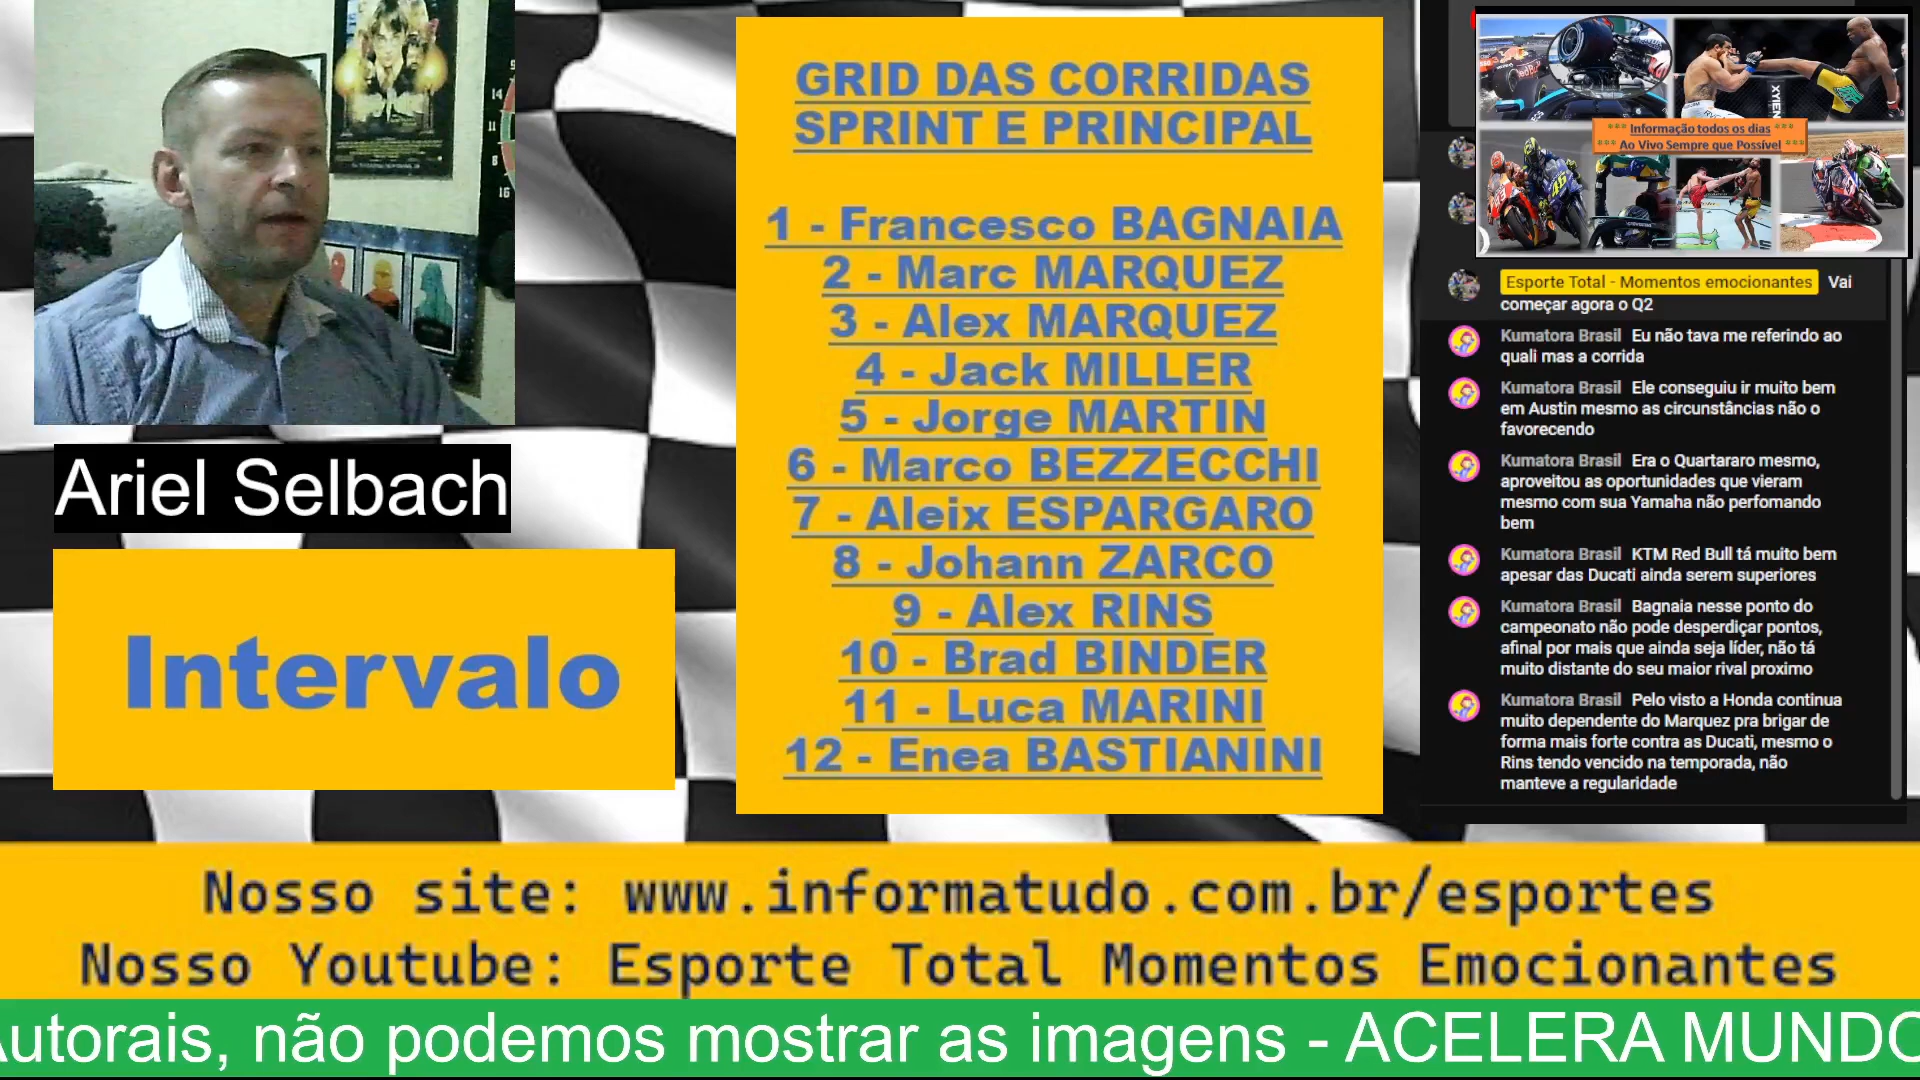 GRID DAS CORRIDAS
SPRINT E PRINCIPAL
1 - Francesco BAGNAIA
2 - Marc MARQUEZ
3 - Alex MARQUEZ
4 - Jack MILLER
5 - Jorge MARTIN
6 - Marco BEZZECCHI
7 - Aleix ESPARGARO
8 - Johann ZARCO
9 - Alex RINS
10 - Brad BINDER
11 - Luca MARINI
12 - Enea BASTIANINI
Ariel Selbach
Intervalo
*** Informação todos os dias ***
*** Ao Vivo Sempre que Possível ***
Esporte Total - Momentos emocionantes Vai
começar agora o Q2
Kumatora Brasil Eu não tava me referindo ao
quali mas a corrida
Kumatora Brasil Ele conseguiu ir muito bem
em Austin mesmo as circunstâncias não o
favorecendo
Kumatora Brasil Era o Quartararo mesmo,
aproveitou as oportunidades que vieram
mesmo com sua Yamaha não perfomando
bem
Kumatora Brasil KTM Red Bull tá muito bem
apesar das Ducati ainda serem superiores
Kumatora Brasil Bagnaia nesse ponto do
campeonato não pode desperdiçar pontos,
afinal por mais que ainda seja líder, não tá
muito distante do seu maior rival proximo
Kumatora Brasil Pelo visto a Honda continua
muito dependente do Marquez pra brigar de
forma mais forte contra as Ducati, mesmo o
Rins tendo vencido na temporada, não
manteve a regularidade
Nosso site: www.informatudo.com.br/esportes
Nosso Youtube: Esporte Total Momentos Emocionantes
Autorais, não podemos mostrar as imagens - ACELERA MUNDO